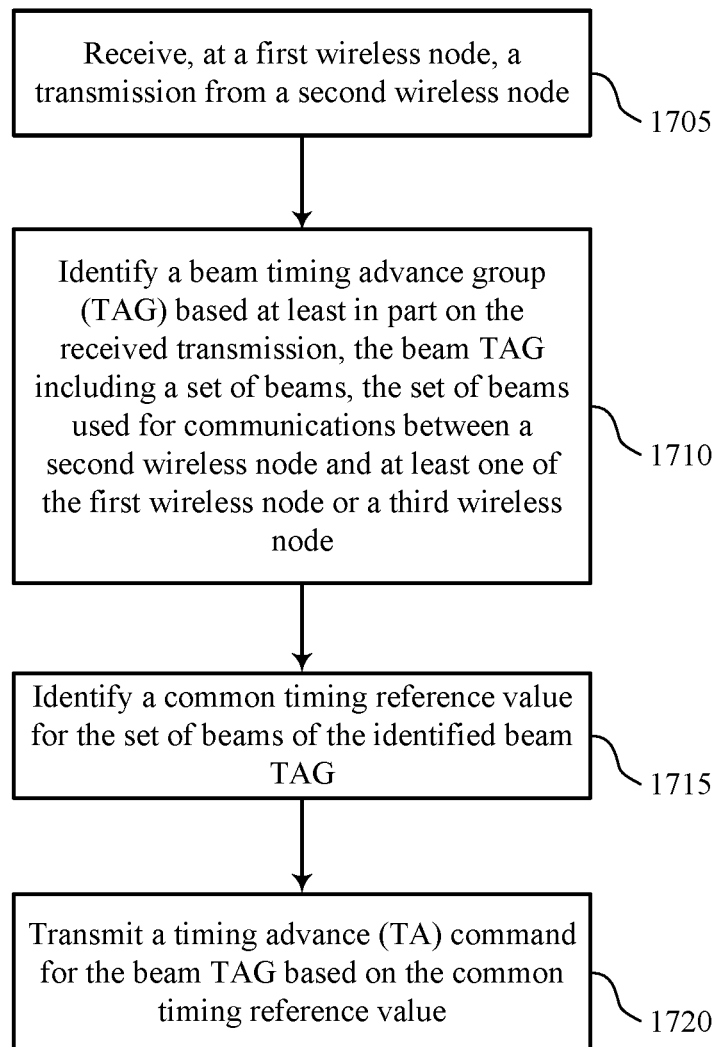 Receive, at a first wireless node, a
transmission from a second wireless node
1705
Identify a beam timing advance group
(TAG) based at least in part on the
received transmission, the beam TAG
including a set of beams, the set of beams
used for communications between a
second wireless node and at least one of
the first wireless node or a third wireless
node
1710
Identify a common timing reference value
for the set of beams of the identified beam
TAG
1715
Transmit a timing advance (TA) command
for the beam TAG based on the common
timing reference value
1720